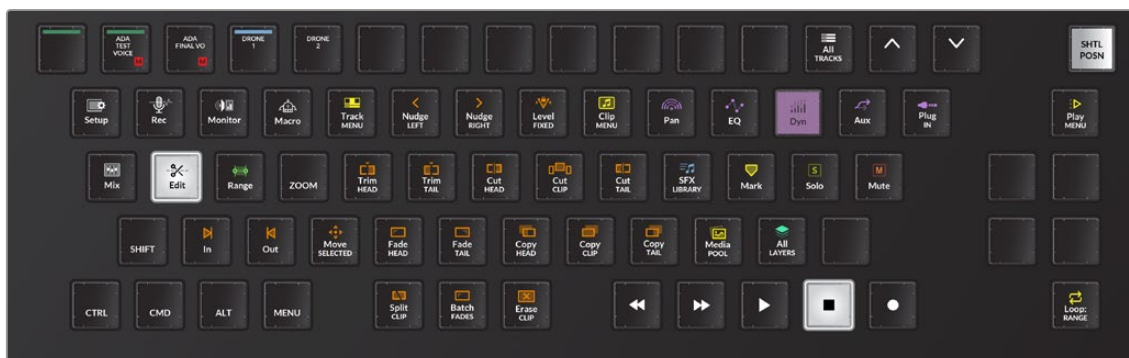 ADA
TEST
VOICE
M
ADA
FINAL VO
M
DRONE
1
DRONE
2
All
TRACKS
SHTL
POSN
Setup
Rec
Monitor
Macro
Track
MENU
Nudge
LEFT
Nudge
RIGHT
Level
FIXED
Clip
MENU
Pan
EQ
Dyn
Aux
Plug
IN
Play
MENU
Mix
Edit
Range
ZOOM
Trim
HEAD
Trim
TAIL
Cut
HEAD
Cut
CLIP
Cut
TAIL
SFX
LIBRARY
Mark
S
Solo
M
Mute
SHIFT
In
Out
Move
SELECTED
Fade
HEAD
Fade
TAIL
Copy
HEAD
Copy
CLIP
Copy
TAIL
Media
POOL
All
LAYERS
CTRL
CMD
ALT
MENU
Split
CLIP
Batch
FADES
Erase
CLIP
Loop:
RANGE